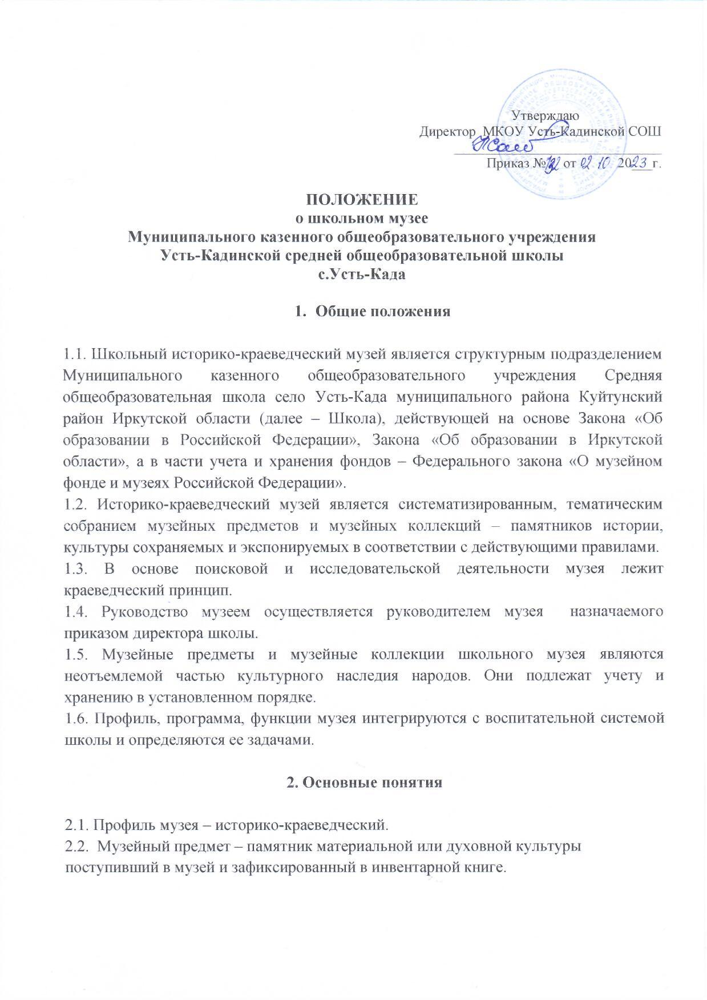 Утверждаю
Директор МКОУ Усть-Кадинской СОШ
Приказ № 132 от 02 10 2023 г.
ПОЛОЖЕНИЕ
о школьном музее
Муниципального казенного общеобразовательного учреждения
Усть-Кадинской средней общеобразовательной школы
с.Усть-Када
1. Общие положения
1.1. Школьный историко-краеведческий музей является структурным подразделением
Муниципального казенного общеобразовательного учреждения Средняя
общеобразовательная школа село Усть-Када муниципального района Куйтунский
район Иркутской области (далее – Школа), действующей на основе Закона «Об
образовании в Российской Федерации», Закона «Об образовании в Иркутской
области», а в части учета и хранения фондов – Федерального закона «О музейном
фонде и музеях Российской Федерации».
1.2. Историко-краеведческий музей является систематизированным, тематическим
собранием музейных предметов и музейных коллекций – памятников истории,
культуры сохраняемых и экспонируемых в соответствии с действующими правилами.
1.3. В основе поисковой и исследовательской деятельности музея лежит
краеведческий принцип.
1.4. Руководство музеем осуществляется руководителем музея назначаемого
приказом директора школы.
1.5. Музейные предметы и музейные коллекции школьного музея являются
неотъемлемой частью культурного наследия народов. Они подлежат учету и
хранению в установленном порядке.
1.6. Профиль, программа, функции музея интегрируются с воспитательной системой
школы и определяются ее задачами.
2. Основные понятия
2.1. Профиль музея – историко-краеведческий.
2.2. Музейный предмет – памятник материальной или духовной культуры
поступивший в музей и зафиксированный в инвентарной книге.